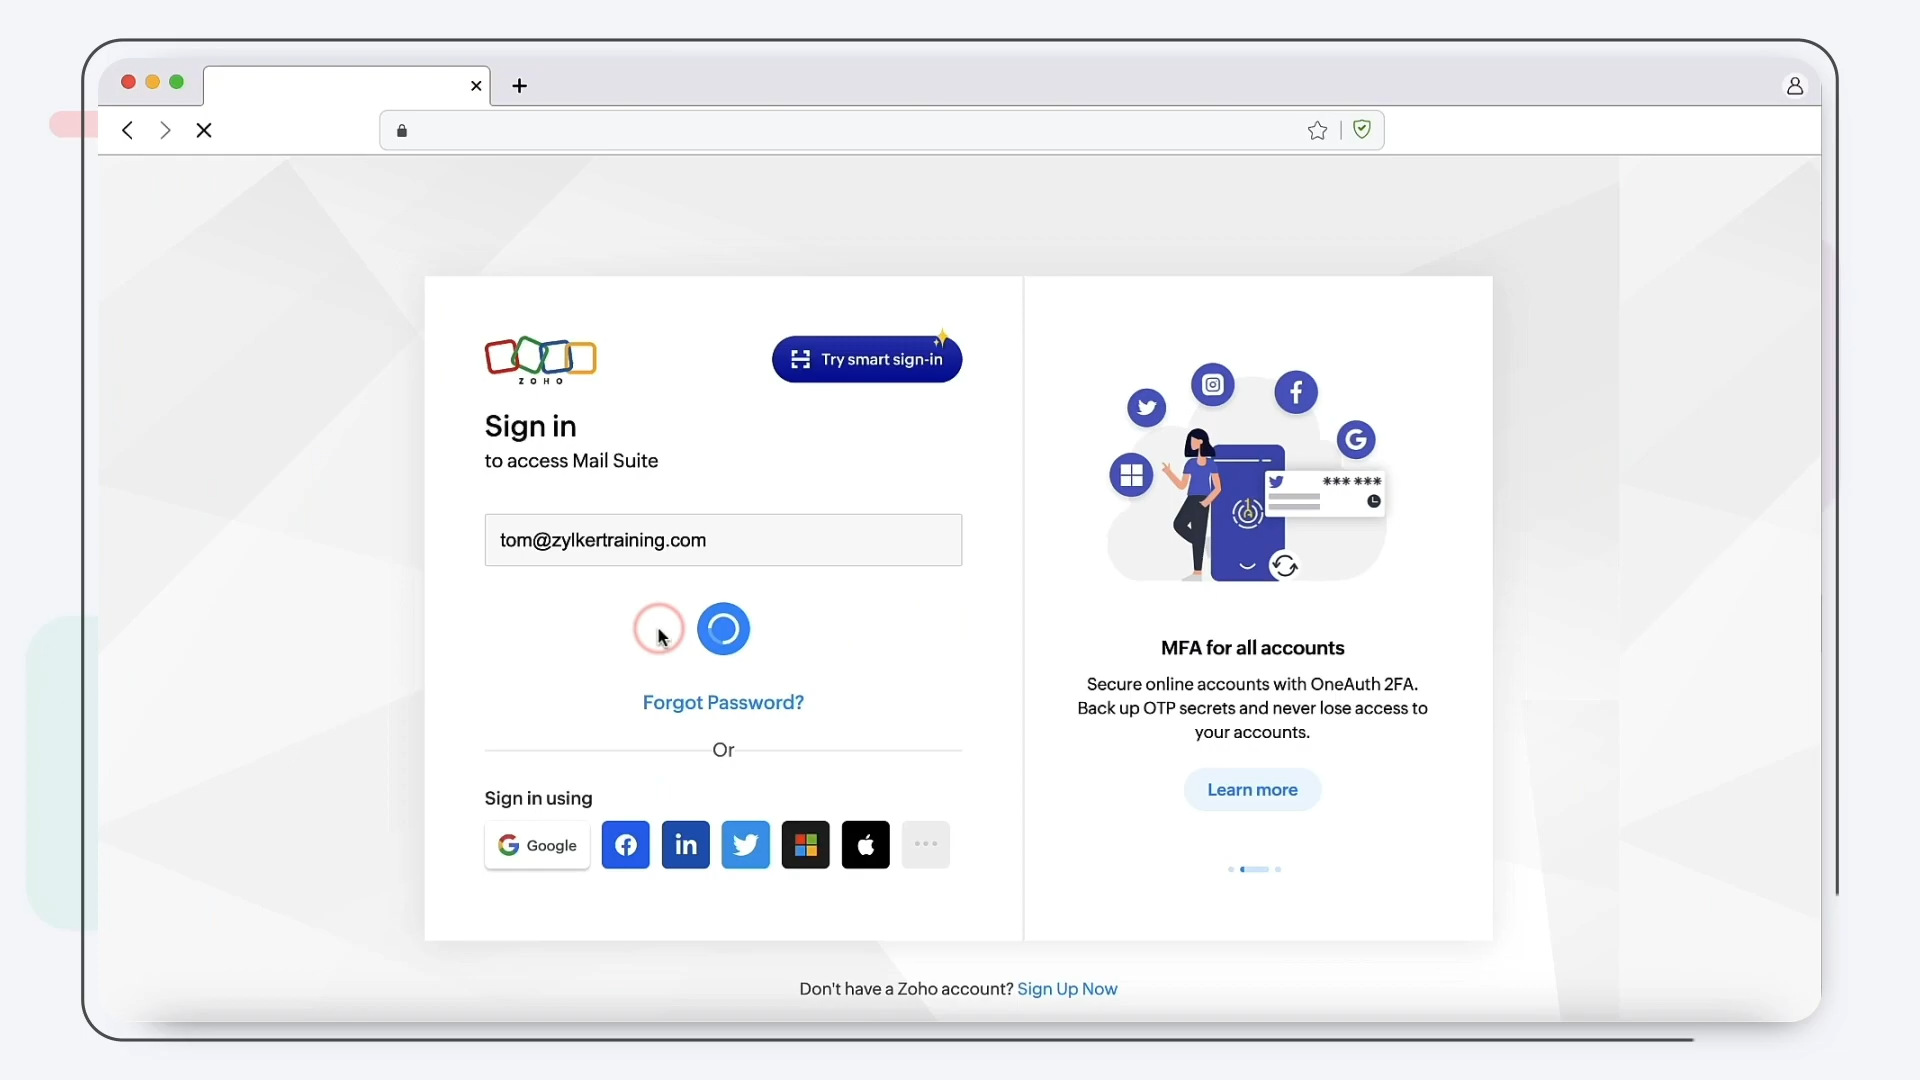 ZOHO
Try smart sign-in
Sign in
to access Mail Suite
tom@zylkertraining.com
Forgot Password?
Or
Sign in using
Google
in
Don't have a Zoho account? Sign Up Now
*** ***
MFA for all accounts
Secure online accounts with OneAuth 2FA.
Back up OTP secrets and never lose access to
your accounts.
Learn more